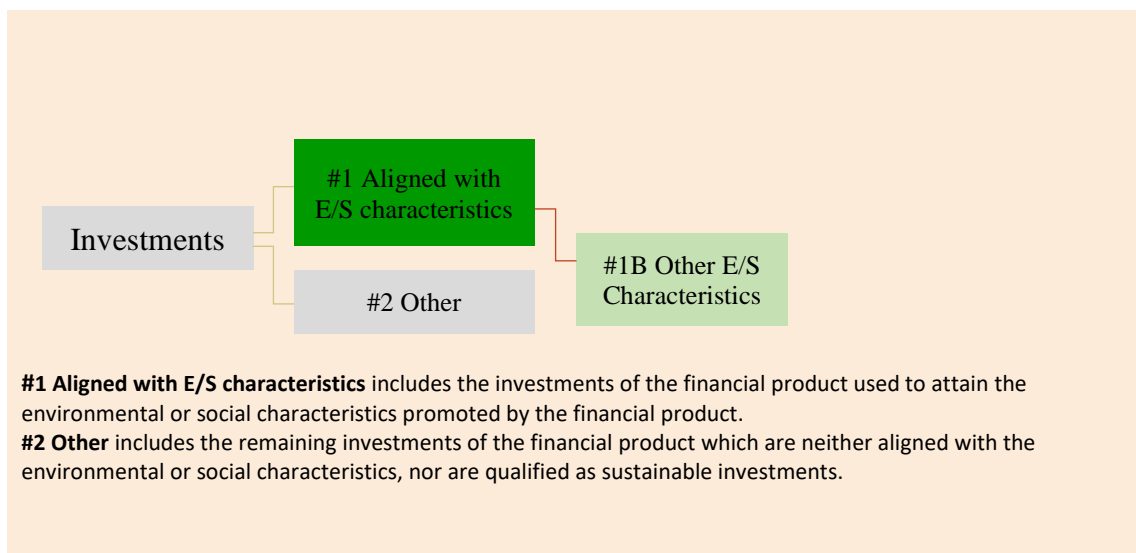 #1 Aligned with
E/S characteristics
Investments
#2 Other
#1B Other E/S
Characteristics
#1 Aligned with E/S characteristics includes the investments of the financial product used to attain the
environmental or social characteristics promoted by the financial product.
#2 Other includes the remaining investments of the financial product which are neither aligned with the
environmental or social characteristics, nor are qualified as sustainable investments.